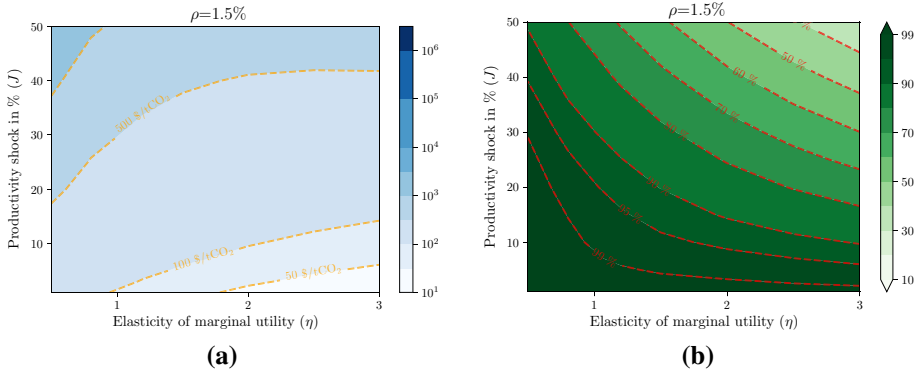 ρ=1.5%
50
40
30
20
10
1
2
3
Productivity shock in % (J)
Elasticity of marginal utility (η)
500 $/tCO₂
100 $/tCO₂
50 $/tCO₂
10⁶
10⁵
10⁴
10³
10²
10¹
(a)
ρ=1.5%
50
40
30
20
10
1
2
3
Productivity shock in % (J)
Elasticity of marginal utility (η)
50 %
60 %
70 %
99
90
70
50
30
10
(b)